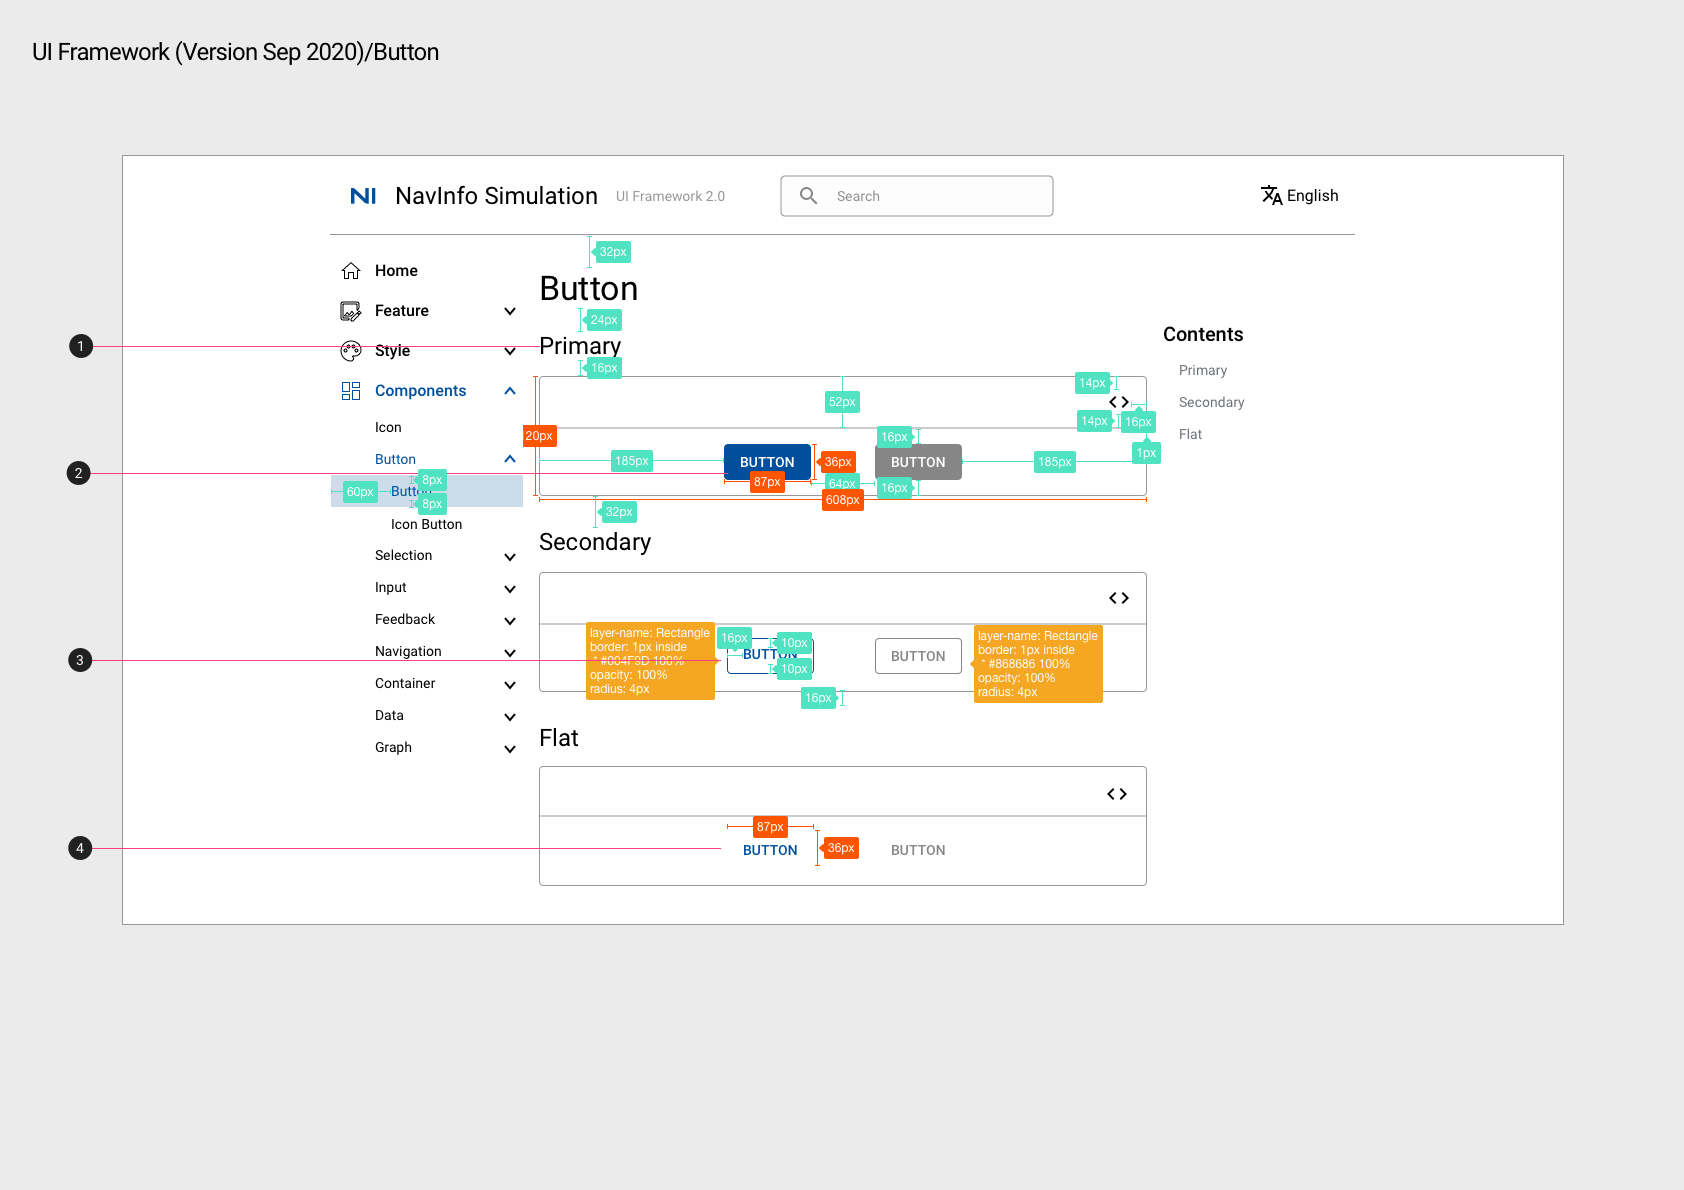 UI Framework (Version Sep 2020)/Button
NI NavInfo Simulation UI Framework 2.0
Search
English
Home
Feature
Style
Components
Icon
Button
60px
8px
8px
Icon Button
Selection
Input
Feedback
Navigation
Container
Data
Graph
1
2
3
4
32px
Button
24px
Primary
16px
52px
14px
14px
16px
1px
20px
185px
BUTTON
36px
87px
64px
16px
BUTTON
16px
185px
608px
32px
Secondary
layer-name: Rectangle
border: 1px inside
* #004F9D 100%
opacity: 100%
radius: 4px
16px
10px
BUTTON
10px
BUTTON
layer-name: Rectangle
border: 1px inside
* #868686 100%
opacity: 100%
radius: 4px
16px
Flat
87px
BUTTON
36px
BUTTON
Contents
Primary
Secondary
Flat